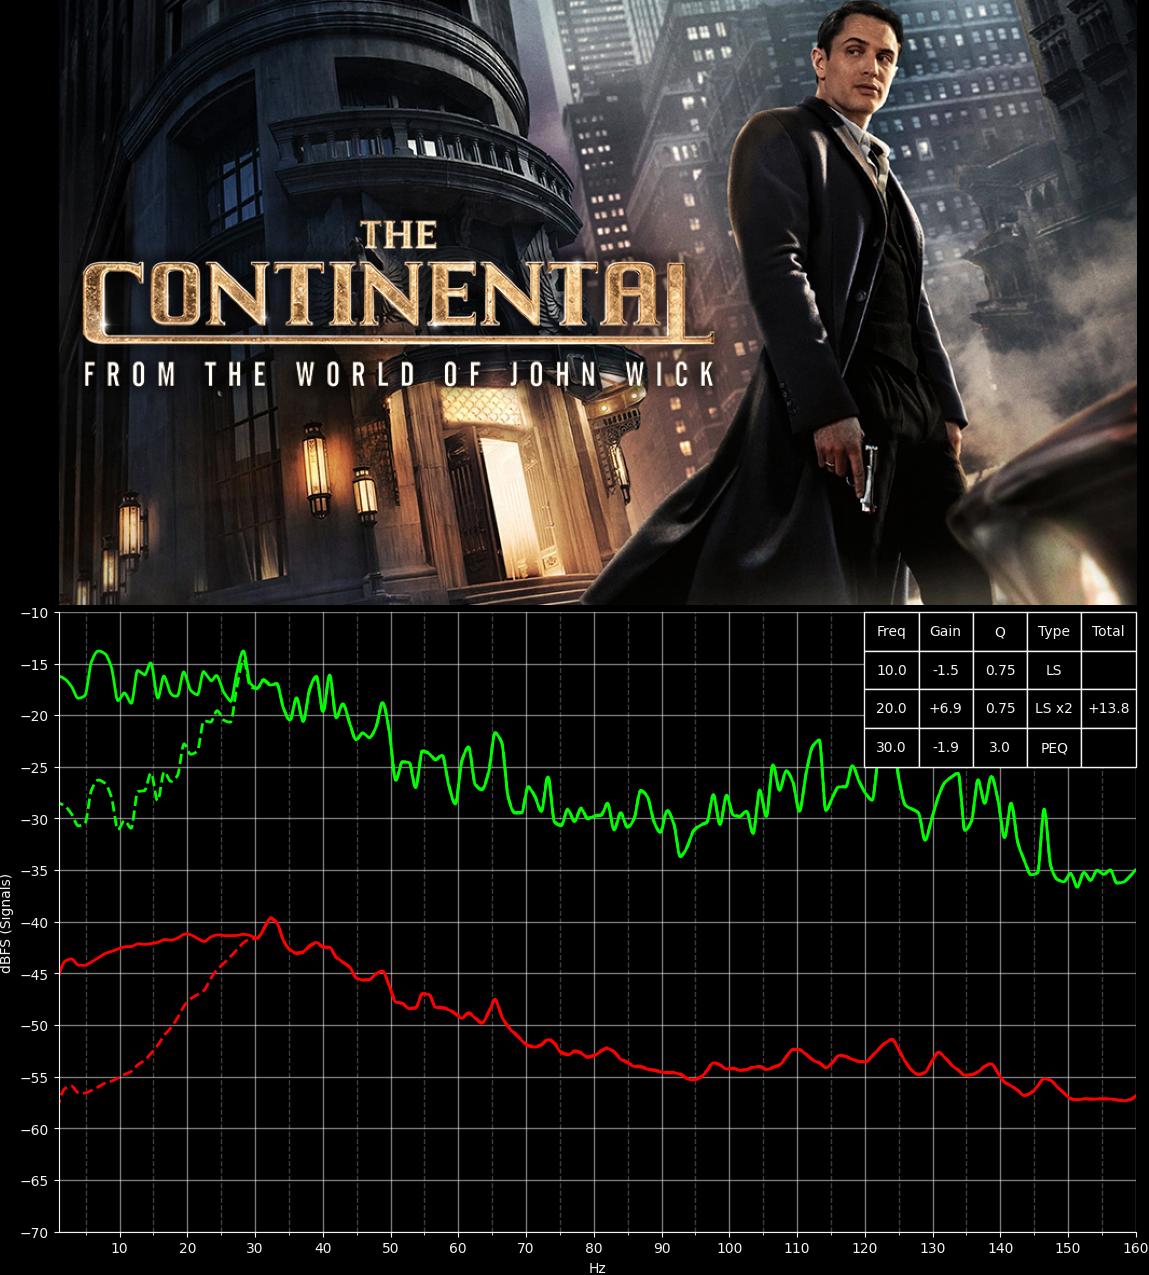 THE
CONTINENTAL
FROM THE WORLD OF JOHN WICK
Freq Gain Q Type Total
10.0 -1.5 0.75 LS
20.0 +6.9 0.75 LS x2 +13.8
30.0 -1.9 3.0 PEQ
−10
−15
−20
−25
−30
−35
−40
−45
−50
−55
−60
−65
−70
dBFS (Signals)
10 20 30 40 50 60 70 80 90 100 110 120 130 140 150 160
Hz